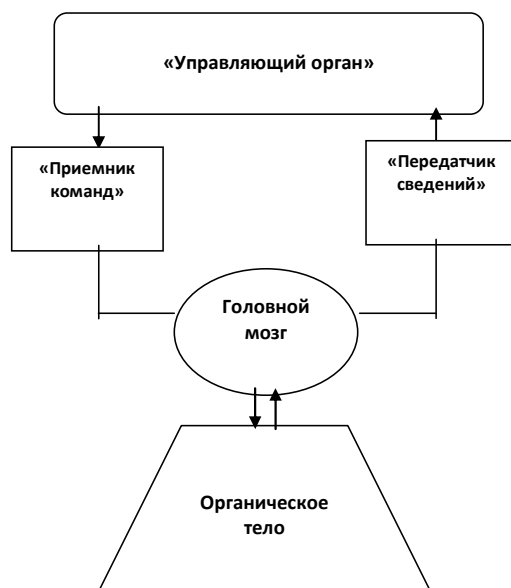 «Управляющий орган»
«Приемник
команд»
«Передатчик
сведений»
Головной
мозг
Органическое
тело